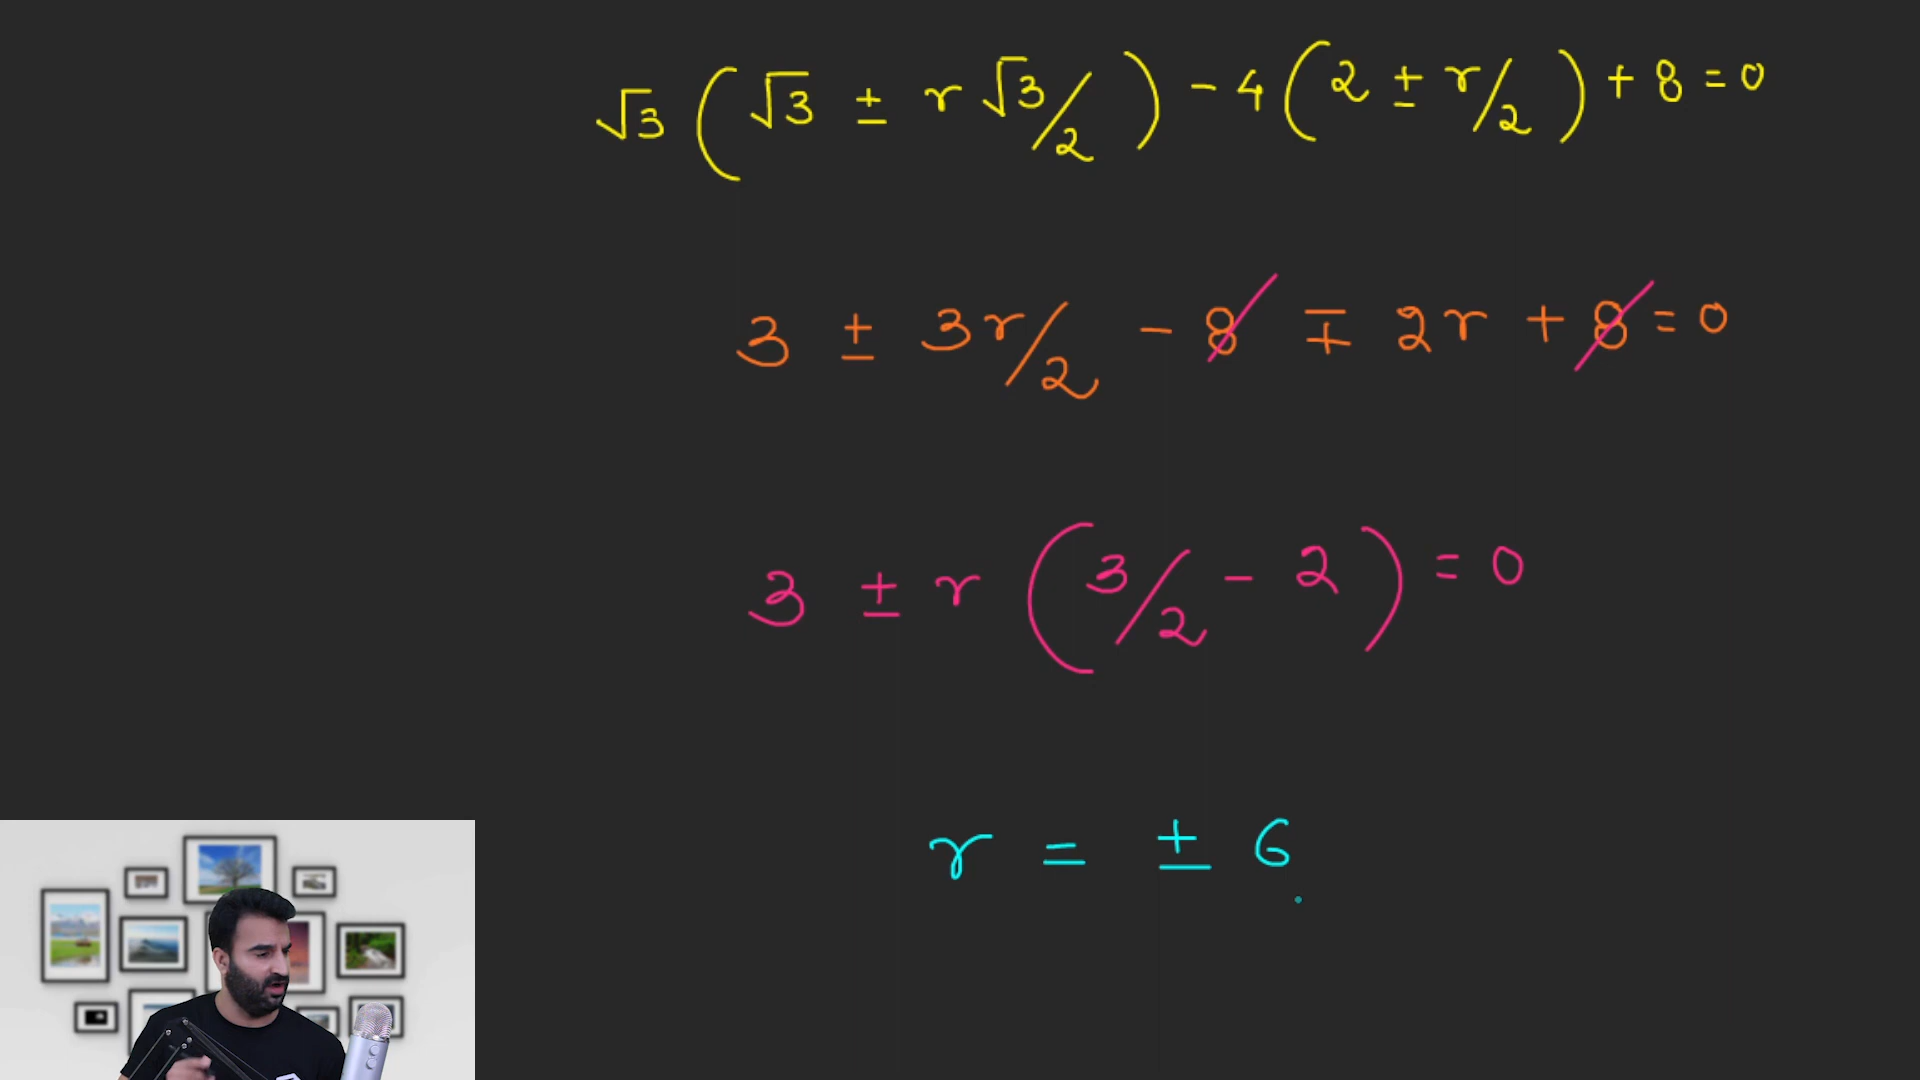 √3 (√3 ± r√3/2) - 4 (2 ± r/2) + 8 = 0
3 ± 3r/2 - 8 ∓ 2r + 8 = 0
3 ± r (3/2 - 2) = 0
r = ± 6